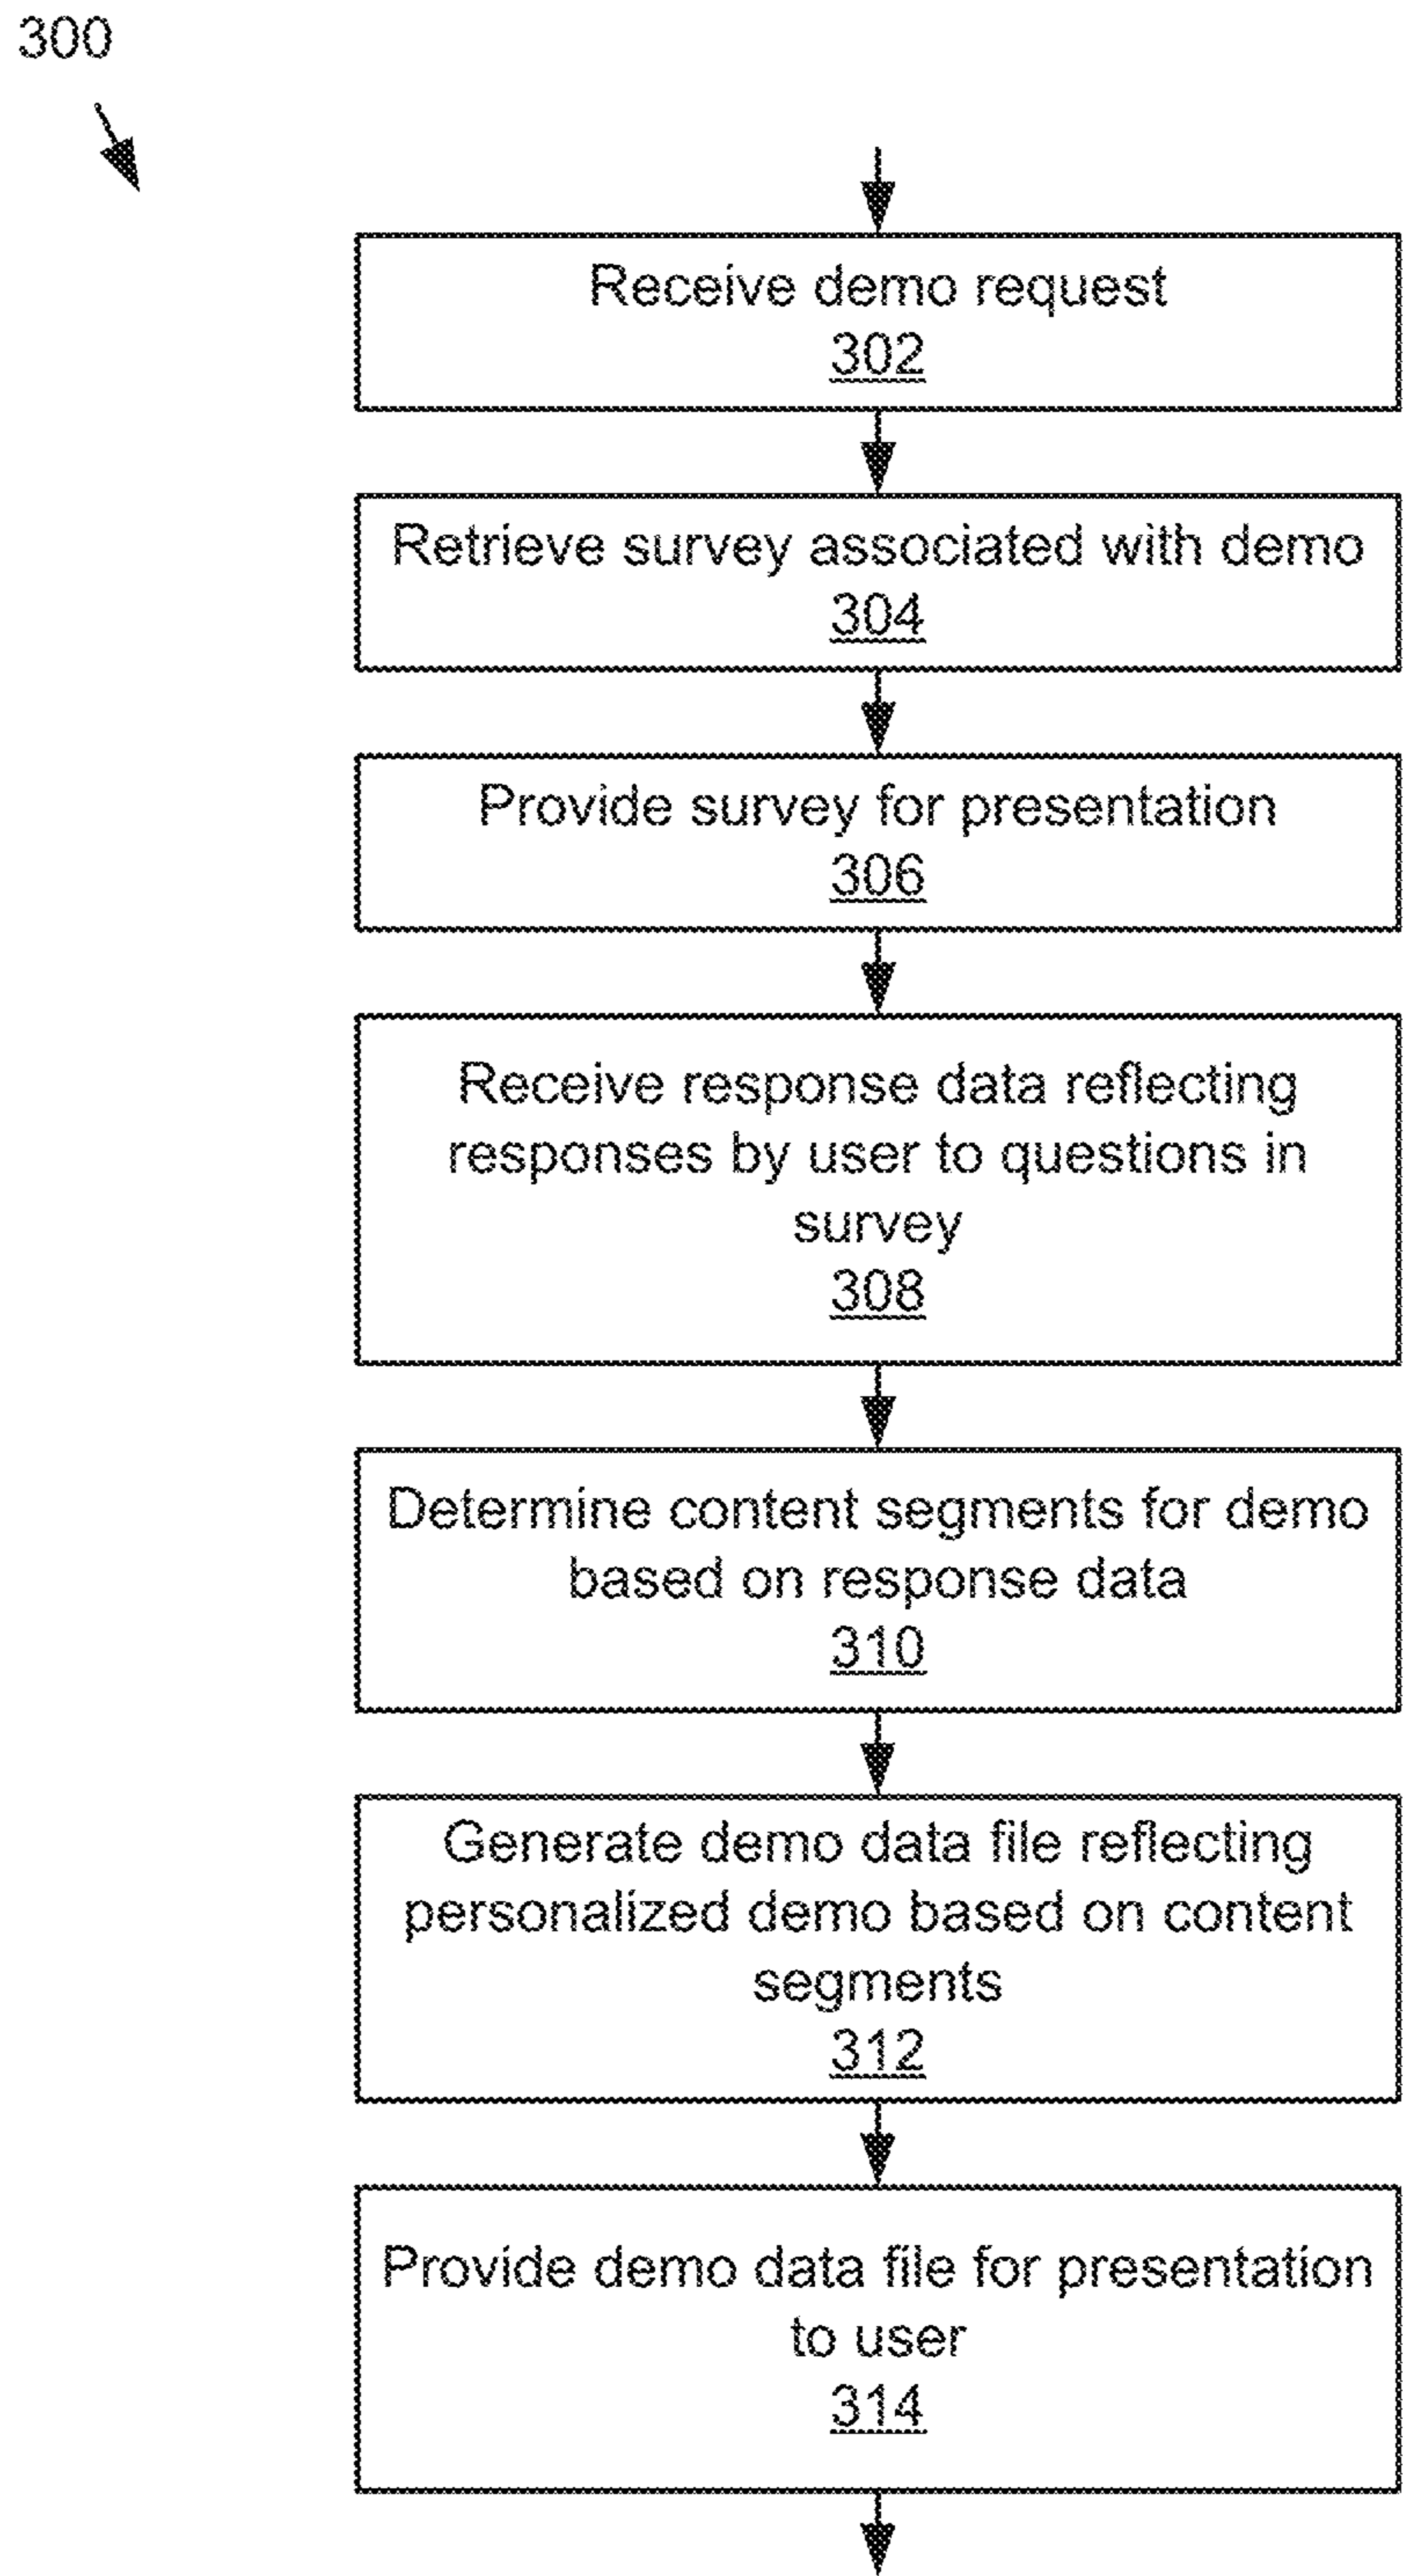 300
Receive demo request
302
Retrieve survey associated with demo
304
Provide survey for presentation
306
Receive response data reflecting
responses by user to questions in
survey
308
Determine content segments for demo
based on response data
310
Generate demo data file reflecting
personalized demo based on content
segments
312
Provide demo data file for presentation
to user
314